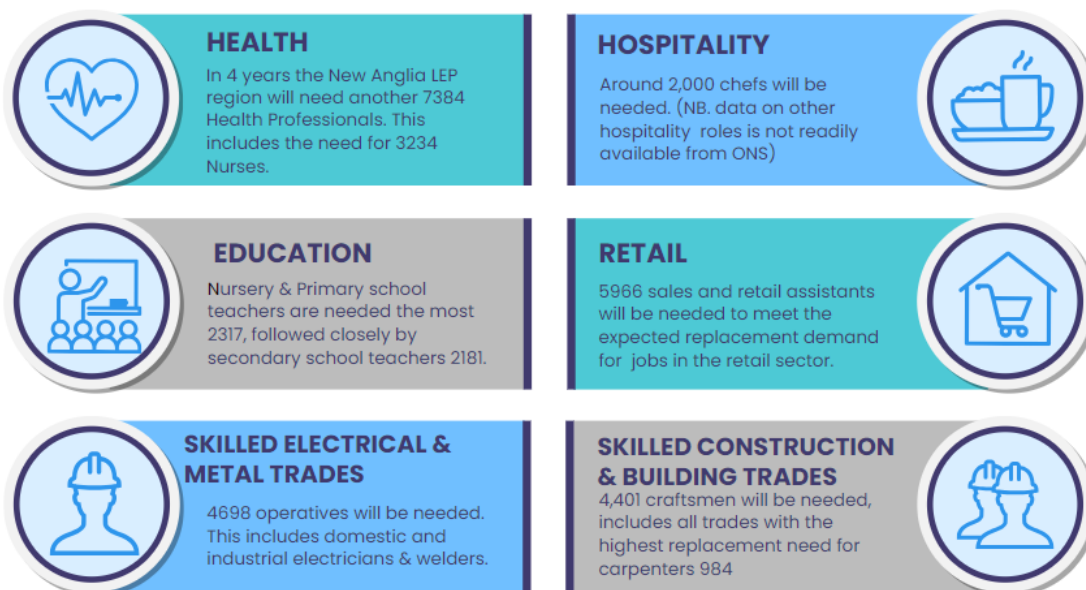 HEALTH
In 4 years the New Anglia LEP
region will need another 7384
Health Professionals. This
includes the need for 3234
Nurses.
HOSPITALITY
Around 2,000 chefs will be
needed. (NB. data on other
hospitality roles is not readily
available from ONS)
EDUCATION
Nursery & Primary school
teachers are needed the most
2317, followed closely by
secondary school teachers 2181.
RETAIL
5966 sales and retail assistants
will be needed to meet the
expected replacement demand
for jobs in the retail sector.
SKILLED ELECTRICAL &
METAL TRADES
4698 operatives will be needed.
This includes domestic and
industrial electricians & welders.
SKILLED CONSTRUCTION
& BUILDING TRADES
4,401 craftsmen will be needed,
includes all trades with the
highest replacement need for
carpenters 984